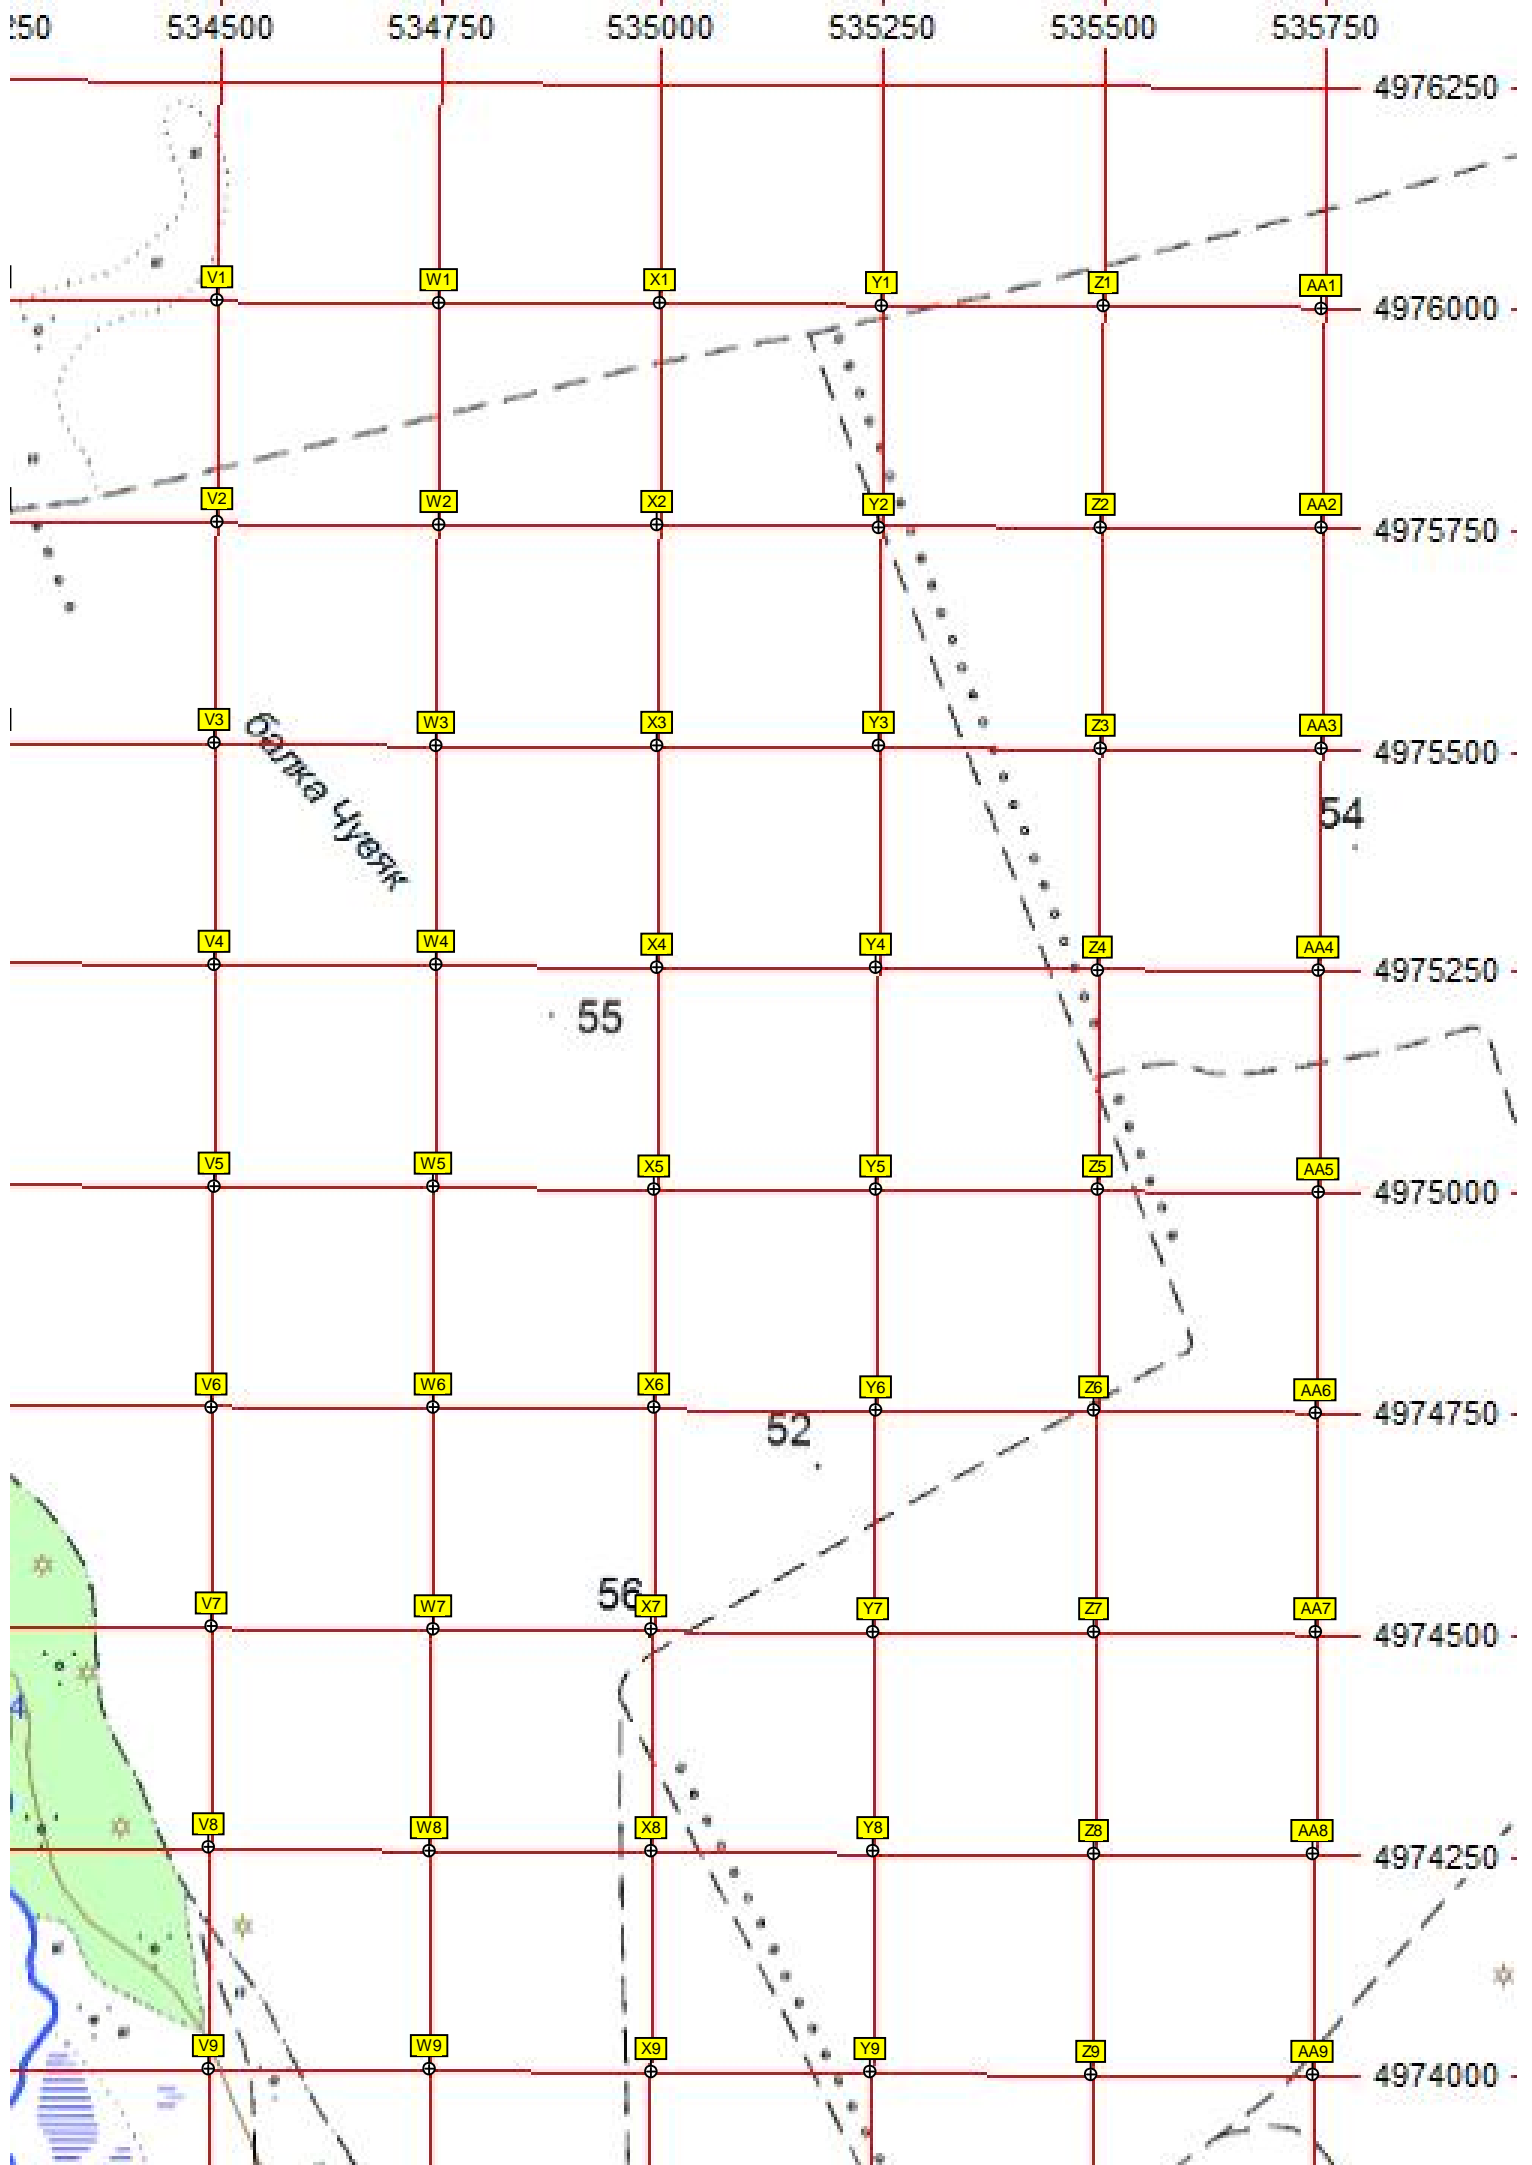 250 534500 534750 535000 535250 535500 535750
4976250
V1 W1 X1 Y1 Z1 AA1
4976000
V2 W2 X2 Y2 Z2 AA2
4975750
V3 W3 X3 Y3 Z3 AA3
4975500
балка Чувяк
54
V4 W4 X4 Y4 Z4 AA4
4975250
55
V5 W5 X5 Y5 Z5 AA5
4975000
V6 W6 X6 Y6 Z6 AA6
4974750
52
56
V7 W7 X7 Y7 Z7 AA7
4974500
4
V8 W8 X8 Y8 Z8 AA8
4974250
V9 W9 X9 Y9 Z9 AA9
4974000